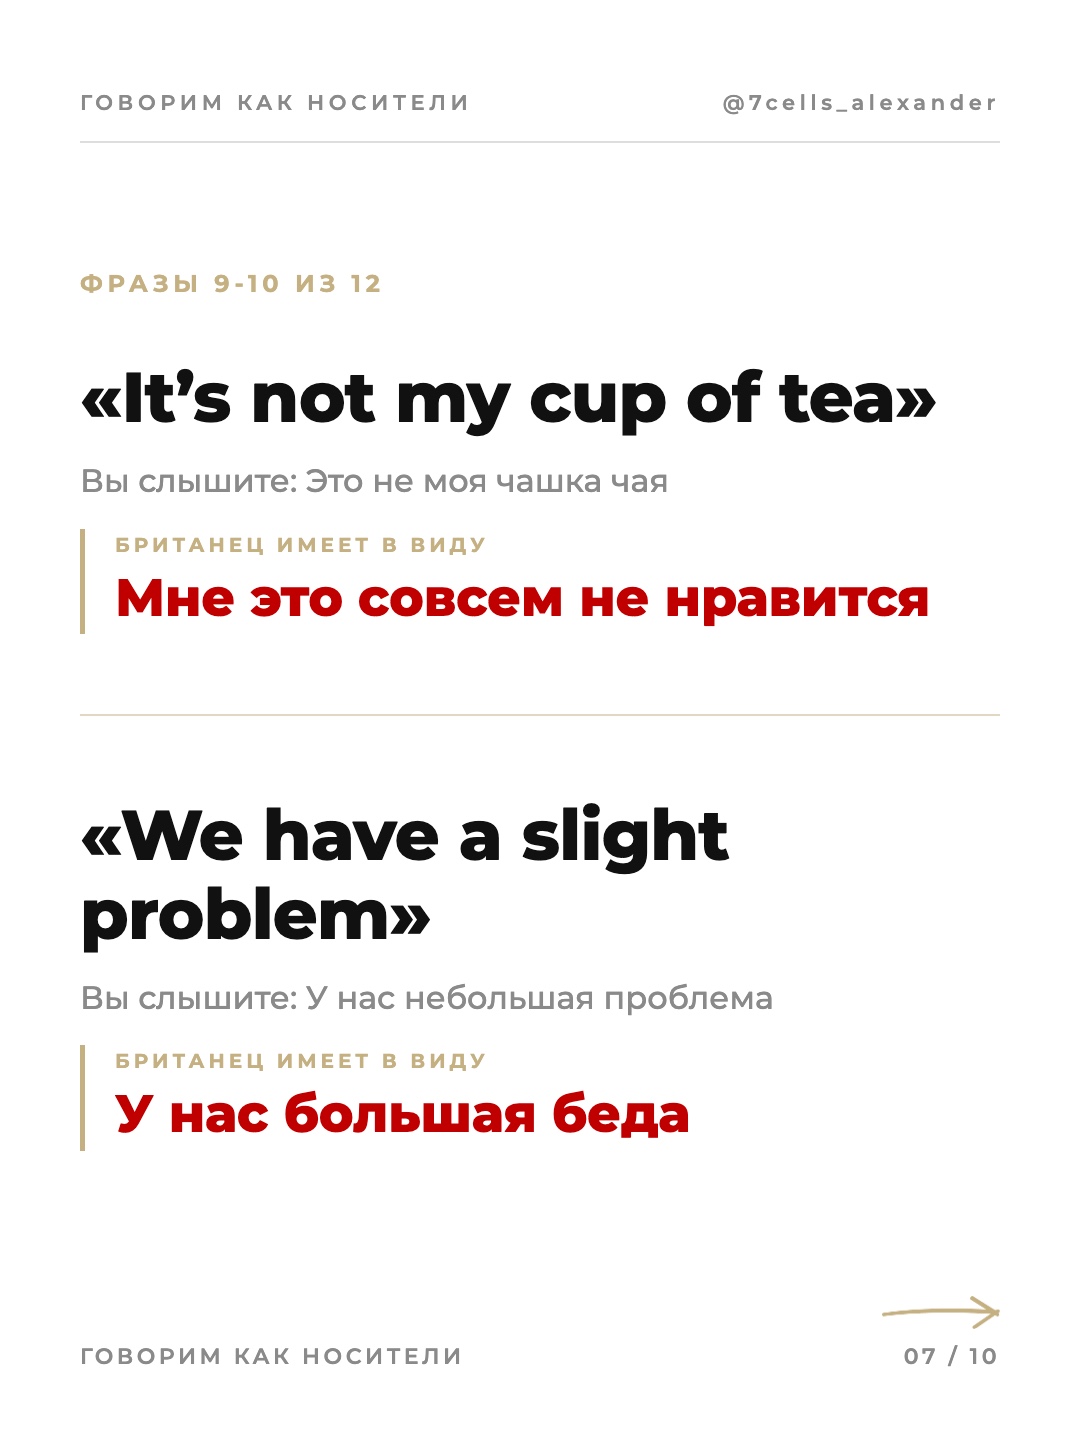 ГОВОРИМ КАК НОСИТЕЛИ
@7cells_alexander
ФРАЗЫ 9-10 ИЗ 12
«It’s not my cup of tea»
Вы слышите: Это не моя чашка чая
БРИТАНЕЦ ИМЕЕТ В ВИДУ
Мне это совсем не нравится
«We have a slight
problem»
Вы слышите: У нас небольшая проблема
БРИТАНЕЦ ИМЕЕТ В ВИДУ
У нас большая беда
ГОВОРИМ КАК НОСИТЕЛИ
07 / 10